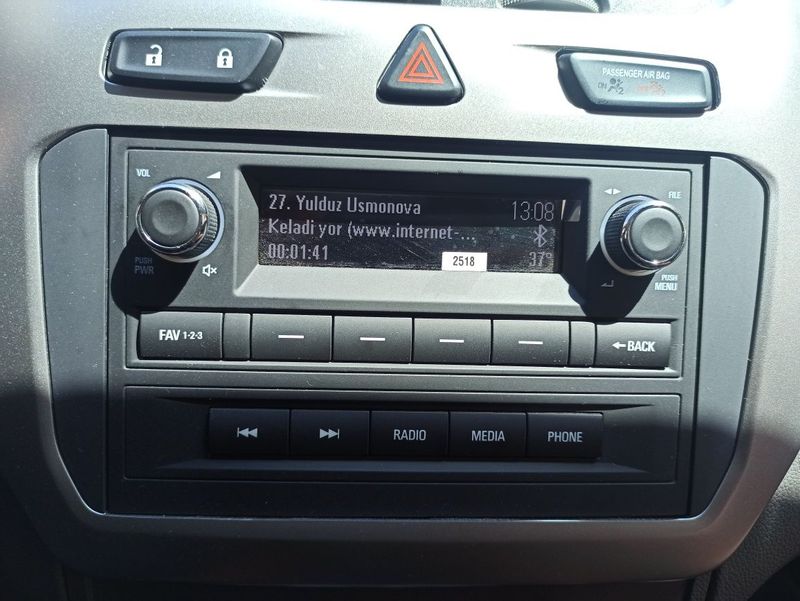 PASSENGER AIR BAG
ON
VOL
FILE
27. Yulduz Usmonova
13:08
Keladi yor (www.internet-...
00:01:41
2518
37°
PUSH
PWR
PUSH
MENU
FAV 1-2-3
BACK
RADIO
MEDIA
PHONE